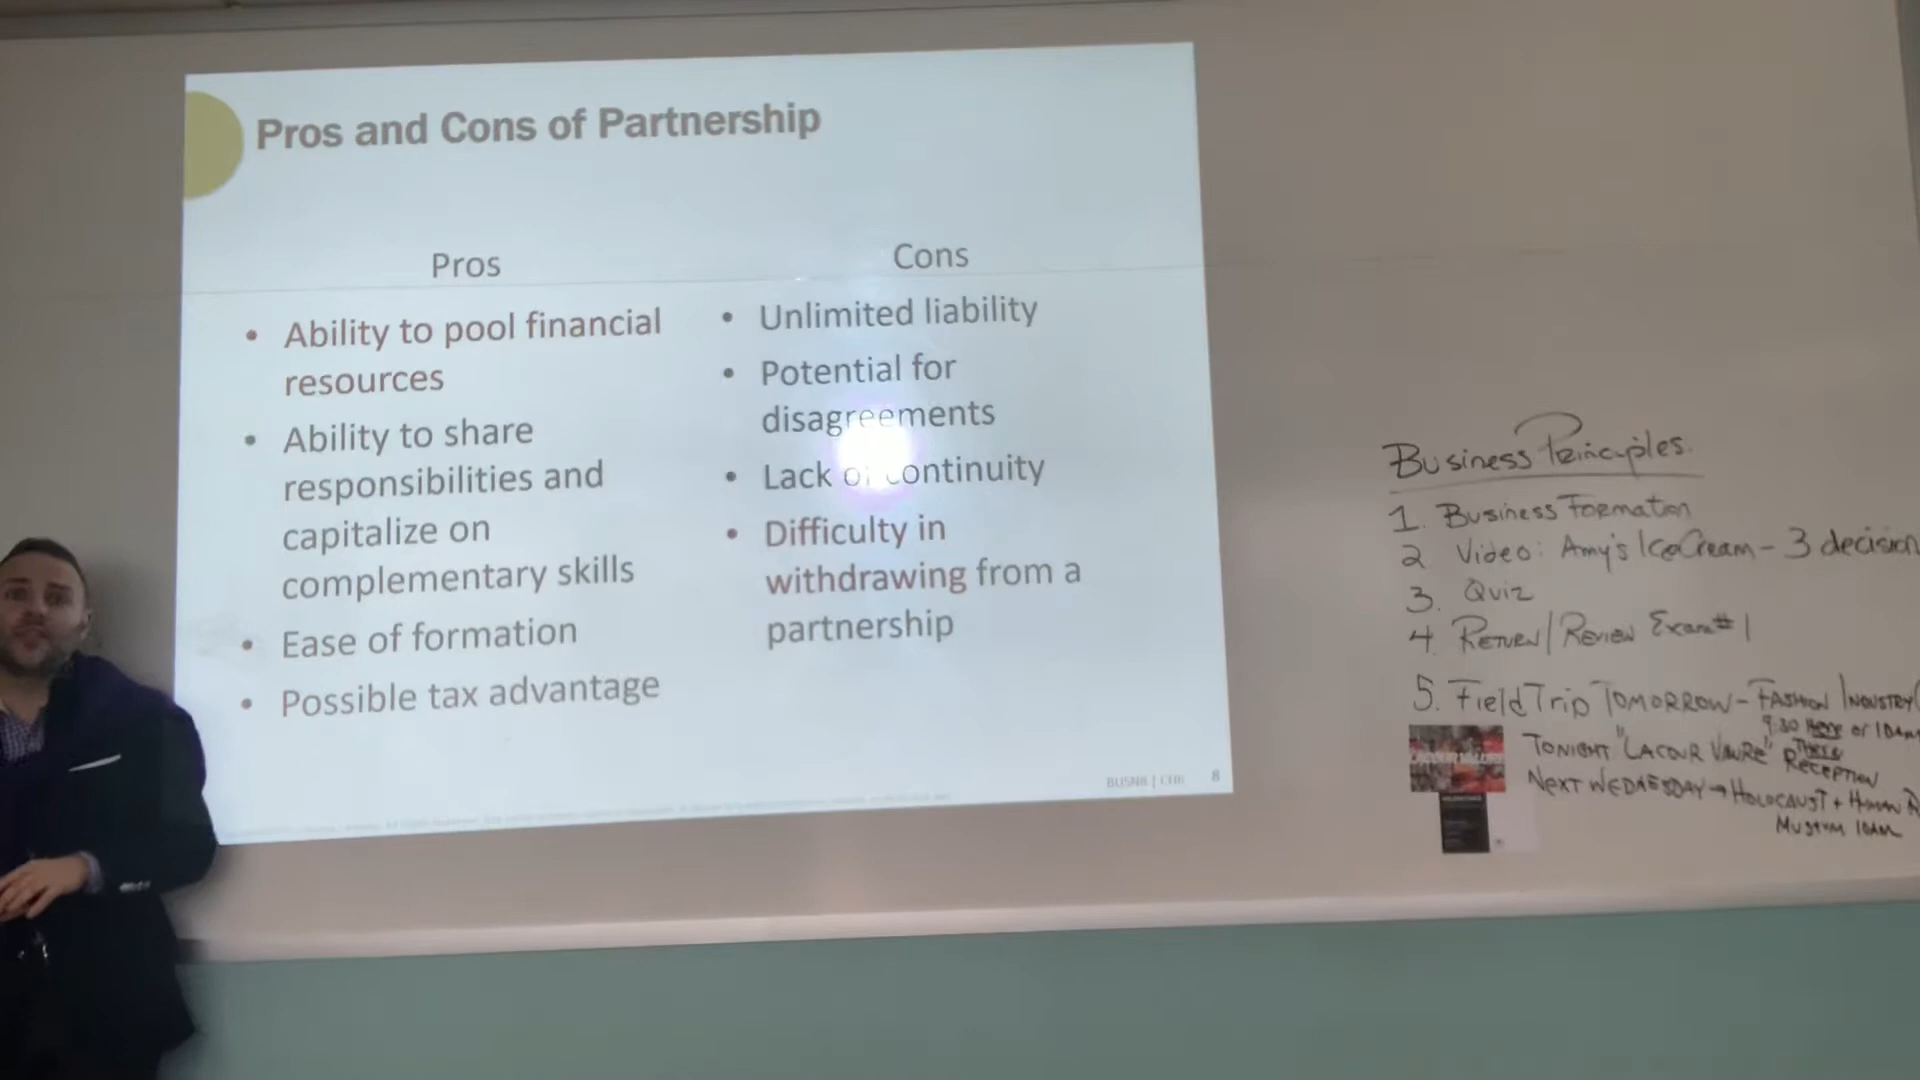 Pros and Cons of Partnership
Pros
• Ability to pool financial
resources
• Ability to share
responsibilities and
capitalize on
complementary skills
• Ease of formation
• Possible tax advantage
Cons
• Unlimited liability
• Potential for
disagreements
• Lack of continuity
• Difficulty in
withdrawing from a
partnership
BUSN8 | CH6 8
Business Principles.
1. Business Formation
2 Video: Amy's Ice Cream - 3 decision
3. Quiz
4. Return/Review Exam #1
5. Field Trip Tomorrow - Fashion Industry
9:30 Here or 10am
There
Tonight " " Reception
Next Wednesday → Holocaust + Human
Museum 10am